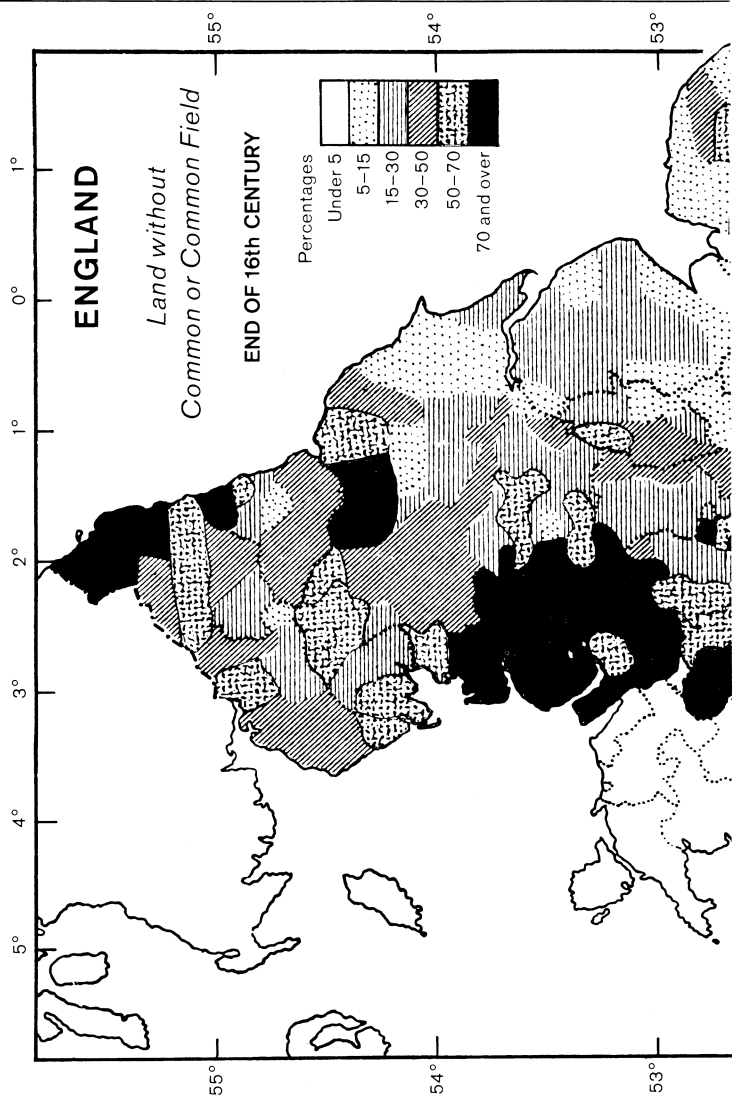 ENGLAND
Land without
Common or Common Field
END OF 16th CENTURY
Percentages
Under 5
5–15
15–30
30–50
50–70
70 and over
5°
4°
3°
2°
1°
0°
1°
55°
55°
54°
54°
53°
53°